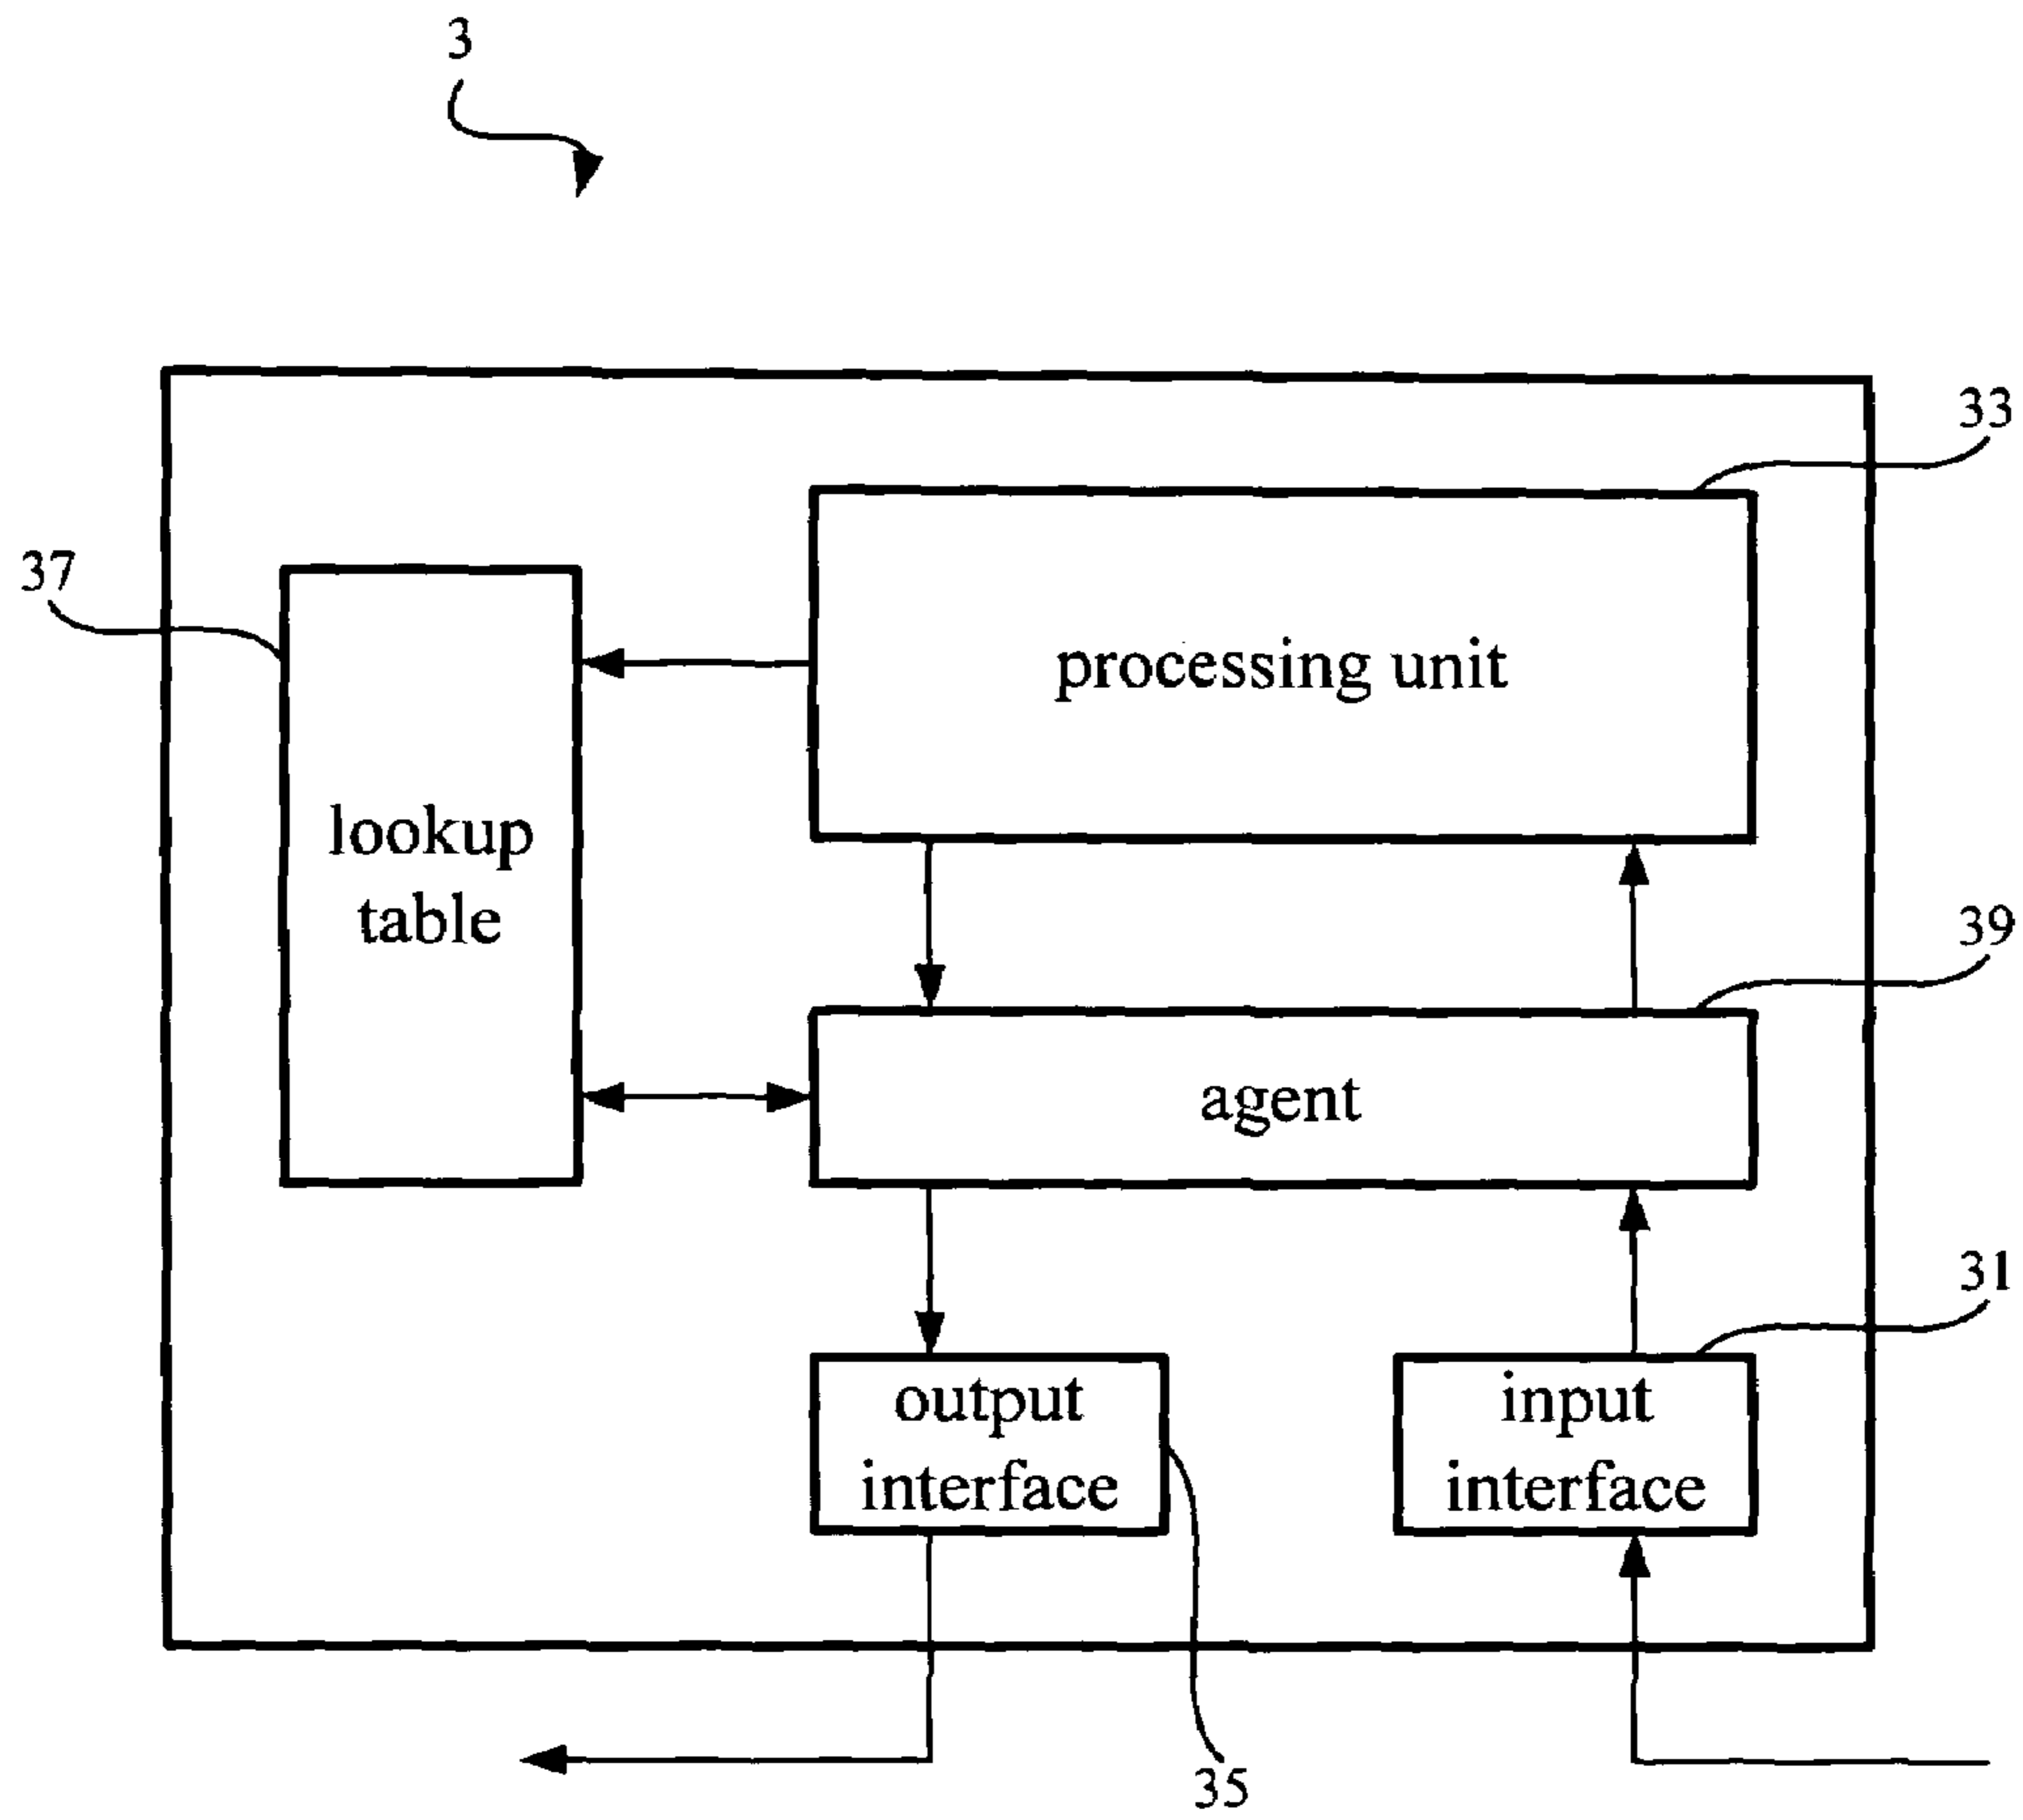 3
33
processing unit
37
lookup
table
39
agent
31
output
interface
input
interface
35